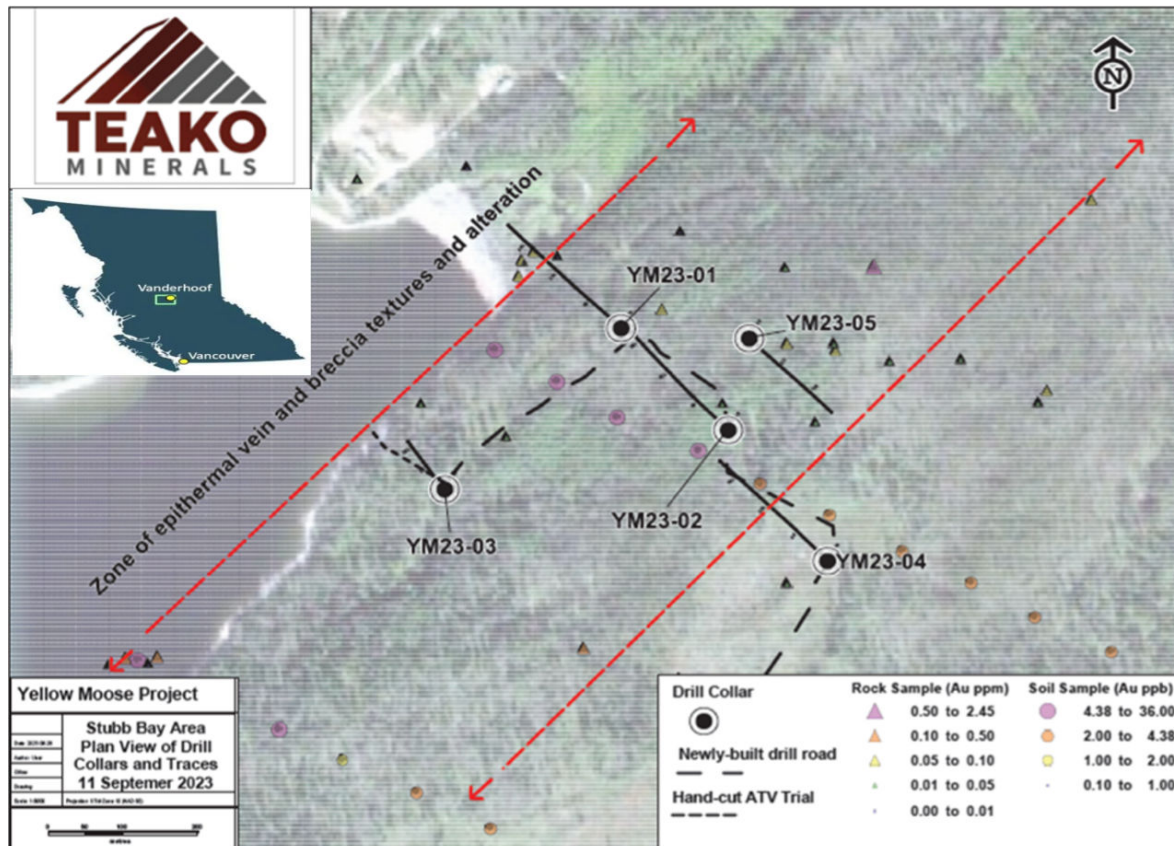 TEAKO
MINERALS
Vanderhoof
Vancouver
N
Zone of epithermal vein and breccia textures and alteration
YM23-01
YM23-05
YM23-02
YM23-03
YM23-04
Yellow Moose Project
Stubb Bay Area
Plan View of Drill
Collars and Traces
11 Septemer 2023
Drill Collar
Newly-built drill road
Hand-cut ATV Trial
Rock Sample (Au ppm)
0.50 to 2.45
0.10 to 0.50
0.05 to 0.10
0.01 to 0.05
0.00 to 0.01
Soil Sample (Au ppb)
4.38 to 36.00
2.00 to 4.38
1.00 to 2.00
0.10 to 1.00